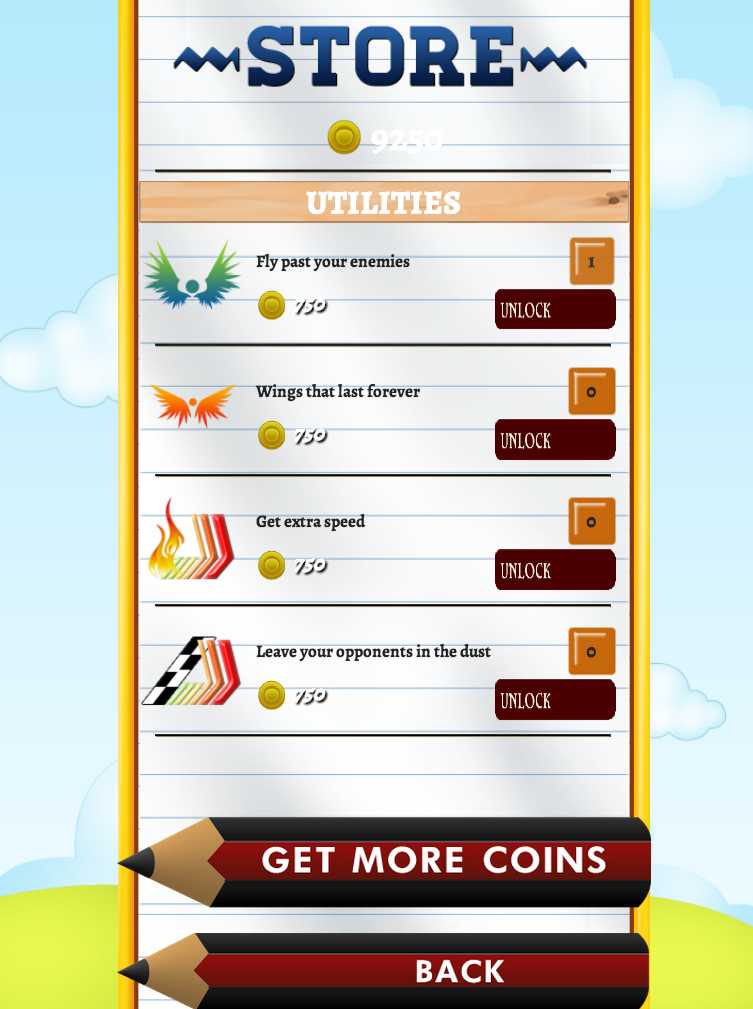 STORE
9250
UTILITIES
Fly past your enemies
1
750
UNLOCK
Wings that last forever
0
750
UNLOCK
Get extra speed
0
750
UNLOCK
Leave your opponents in the dust
0
750
UNLOCK
GET MORE COINS
BACK